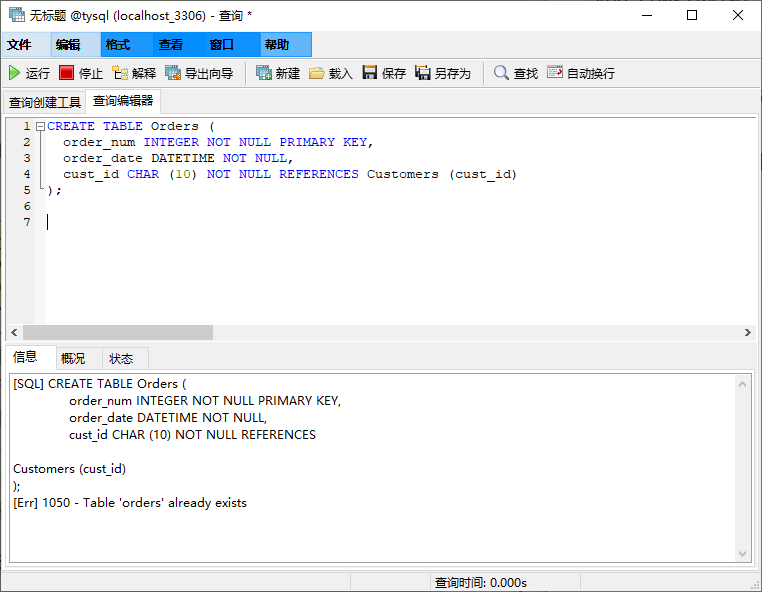 无标题 @tysql (localhost_3306) - 查询 *
文件 编辑 格式 查看 窗口 帮助
运行 停止 解释 导出向导 新建 载入 保存 另存为 查找 自动换行
查询创建工具 查询编辑器
1 CREATE TABLE Orders (
2 order_num INTEGER NOT NULL PRIMARY KEY,
3 order_date DATETIME NOT NULL,
4 cust_id CHAR (10) NOT NULL REFERENCES Customers (cust_id)
5 );
6
7
信息 概况 状态
[SQL] CREATE TABLE Orders (
order_num INTEGER NOT NULL PRIMARY KEY,
order_date DATETIME NOT NULL,
cust_id CHAR (10) NOT NULL REFERENCES
Customers (cust_id)
);
[Err] 1050 - Table 'orders' already exists
查询时间: 0.000s